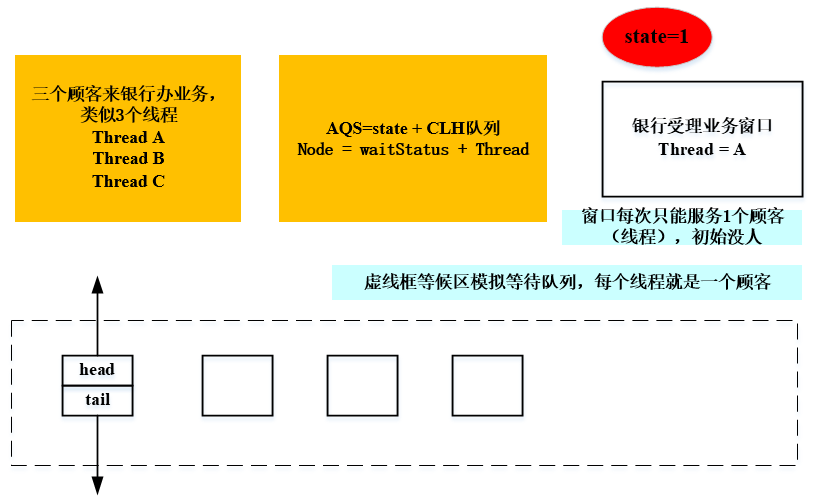 state=1
三个顾客来银行办业务，
类似3个线程
Thread A
Thread B
Thread C
AQS=state + CLH队列
Node = waitStatus + Thread
银行受理业务窗口
Thread = A
窗口每次只能服务1个顾客
（线程），初始没人
虚线框等候区模拟等待队列，每个线程就是一个顾客
head
tail